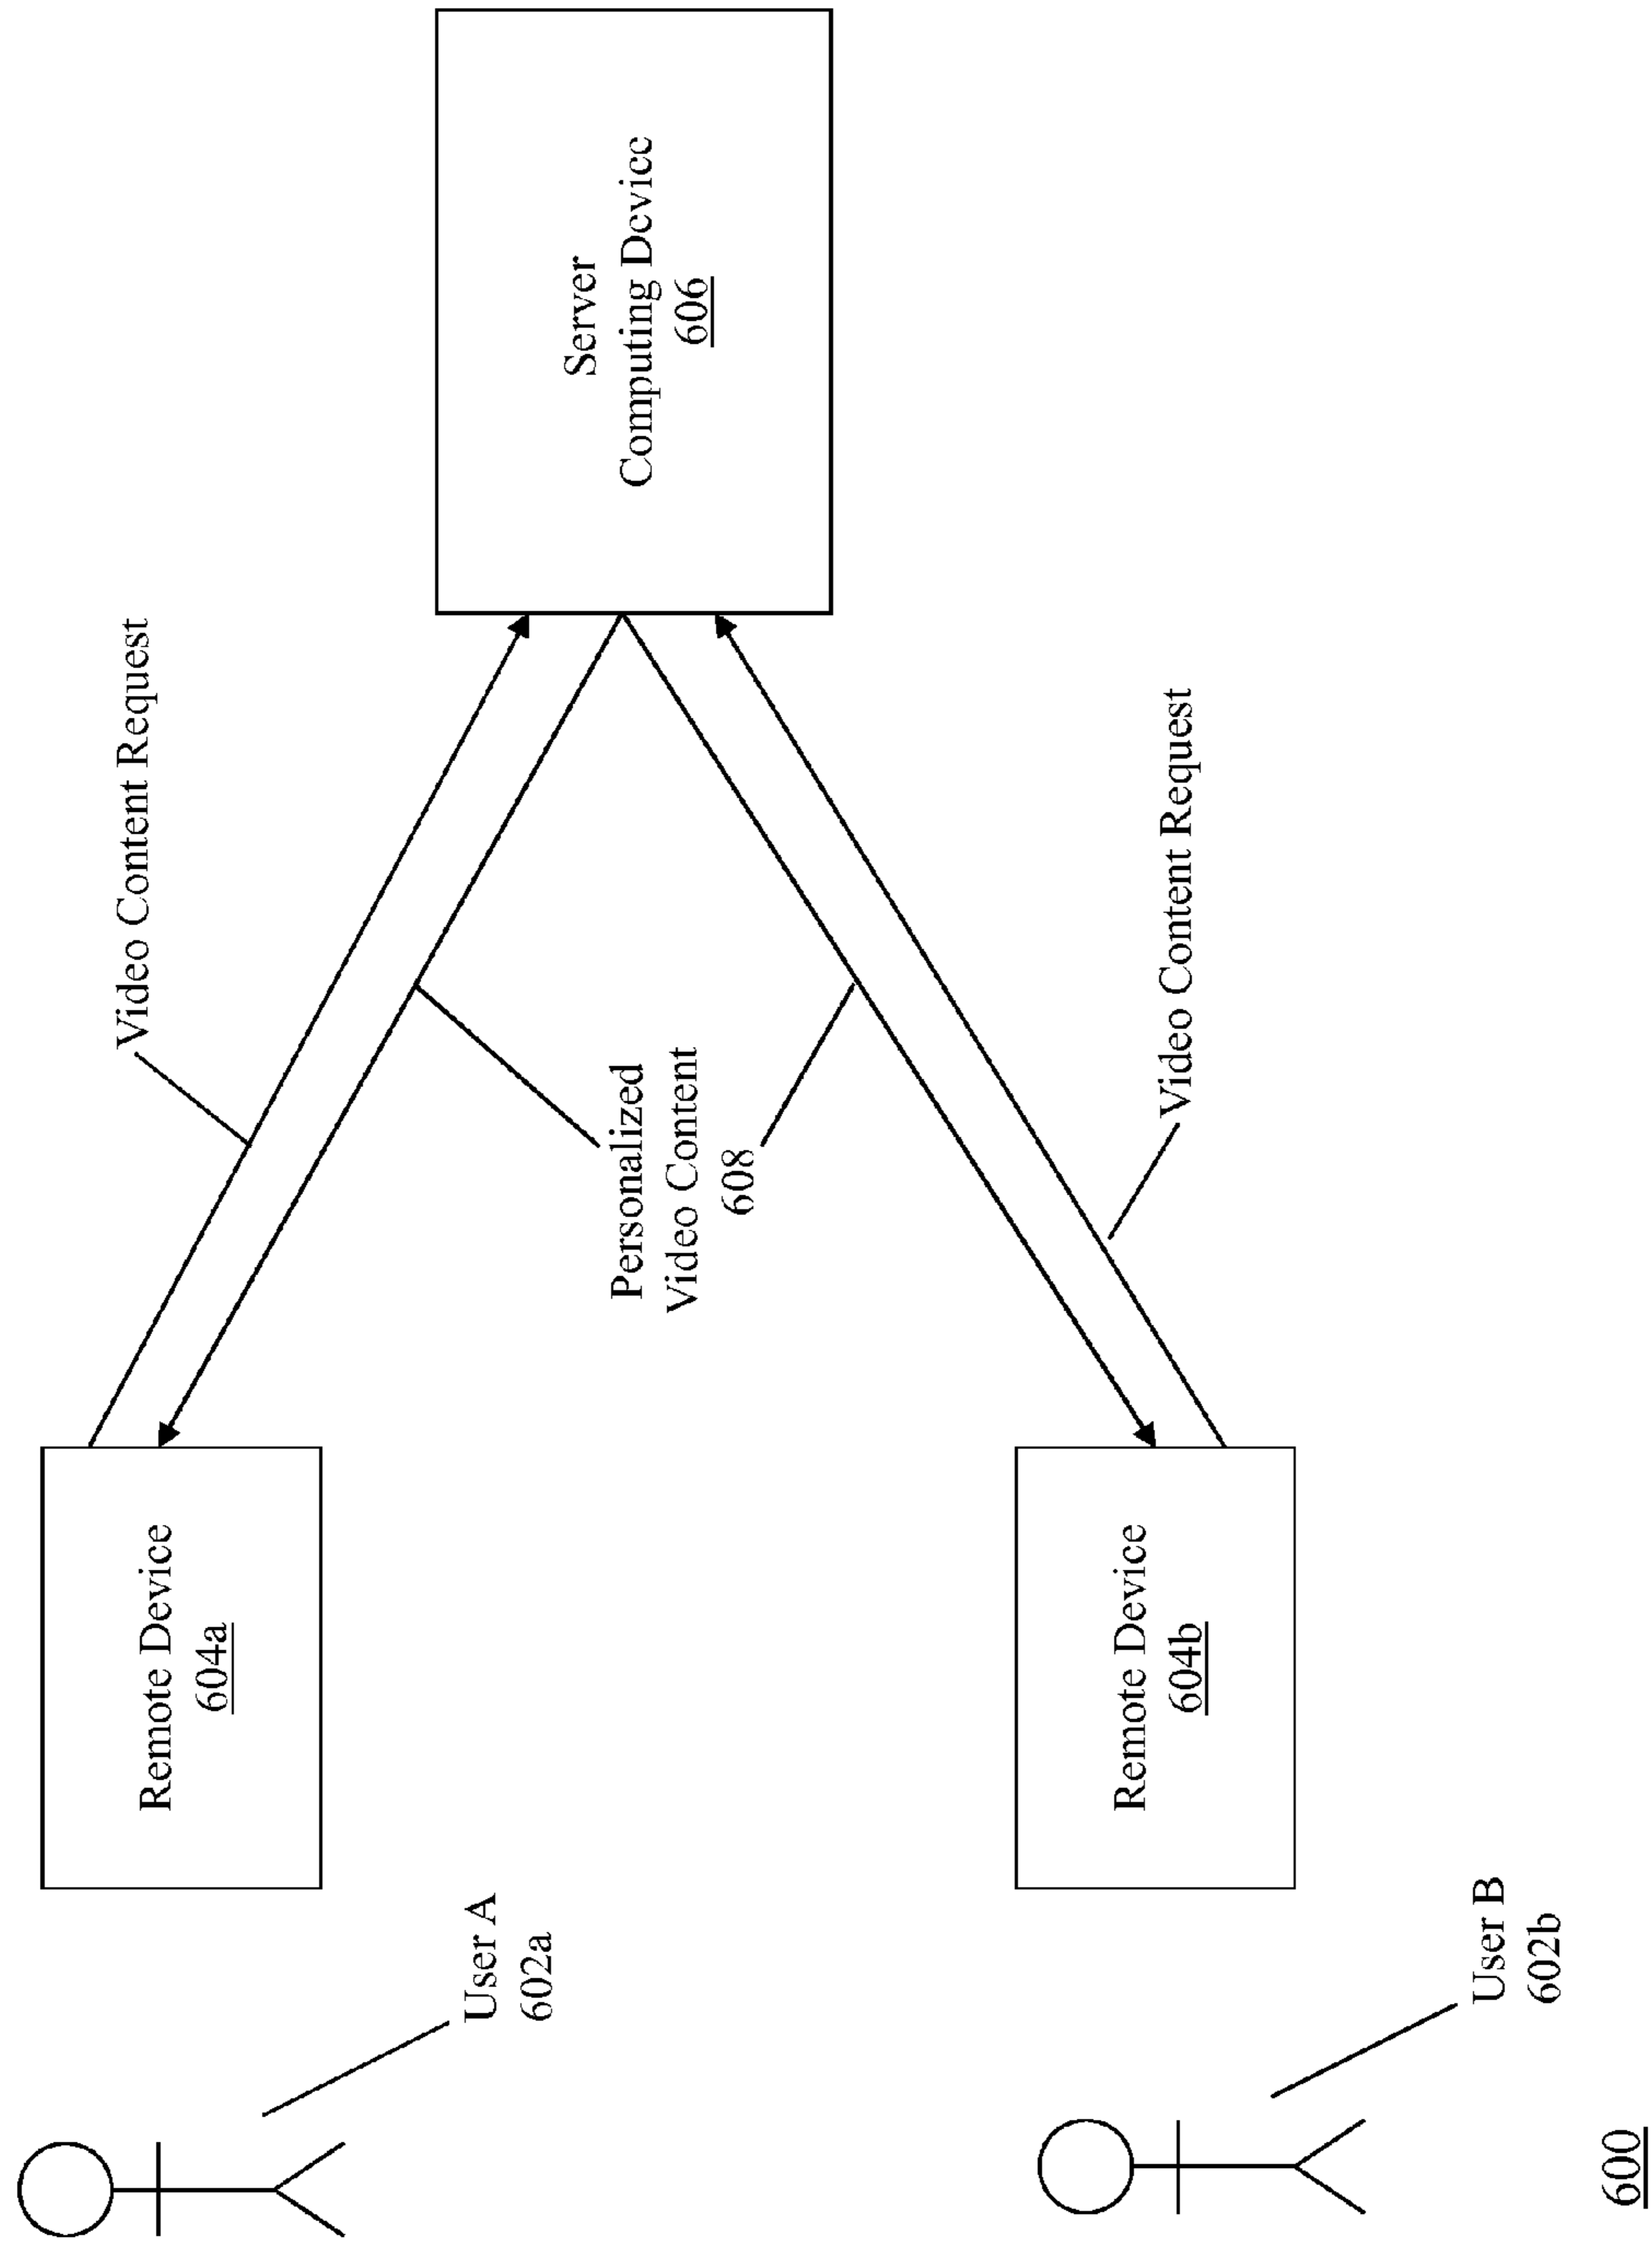 Video Content Request
Remote Device
604a
User A
602a
Server
Computing Device
606
Personalized
Video Content
608
Remote Device
604b
Video Content Request
User B
602b
600